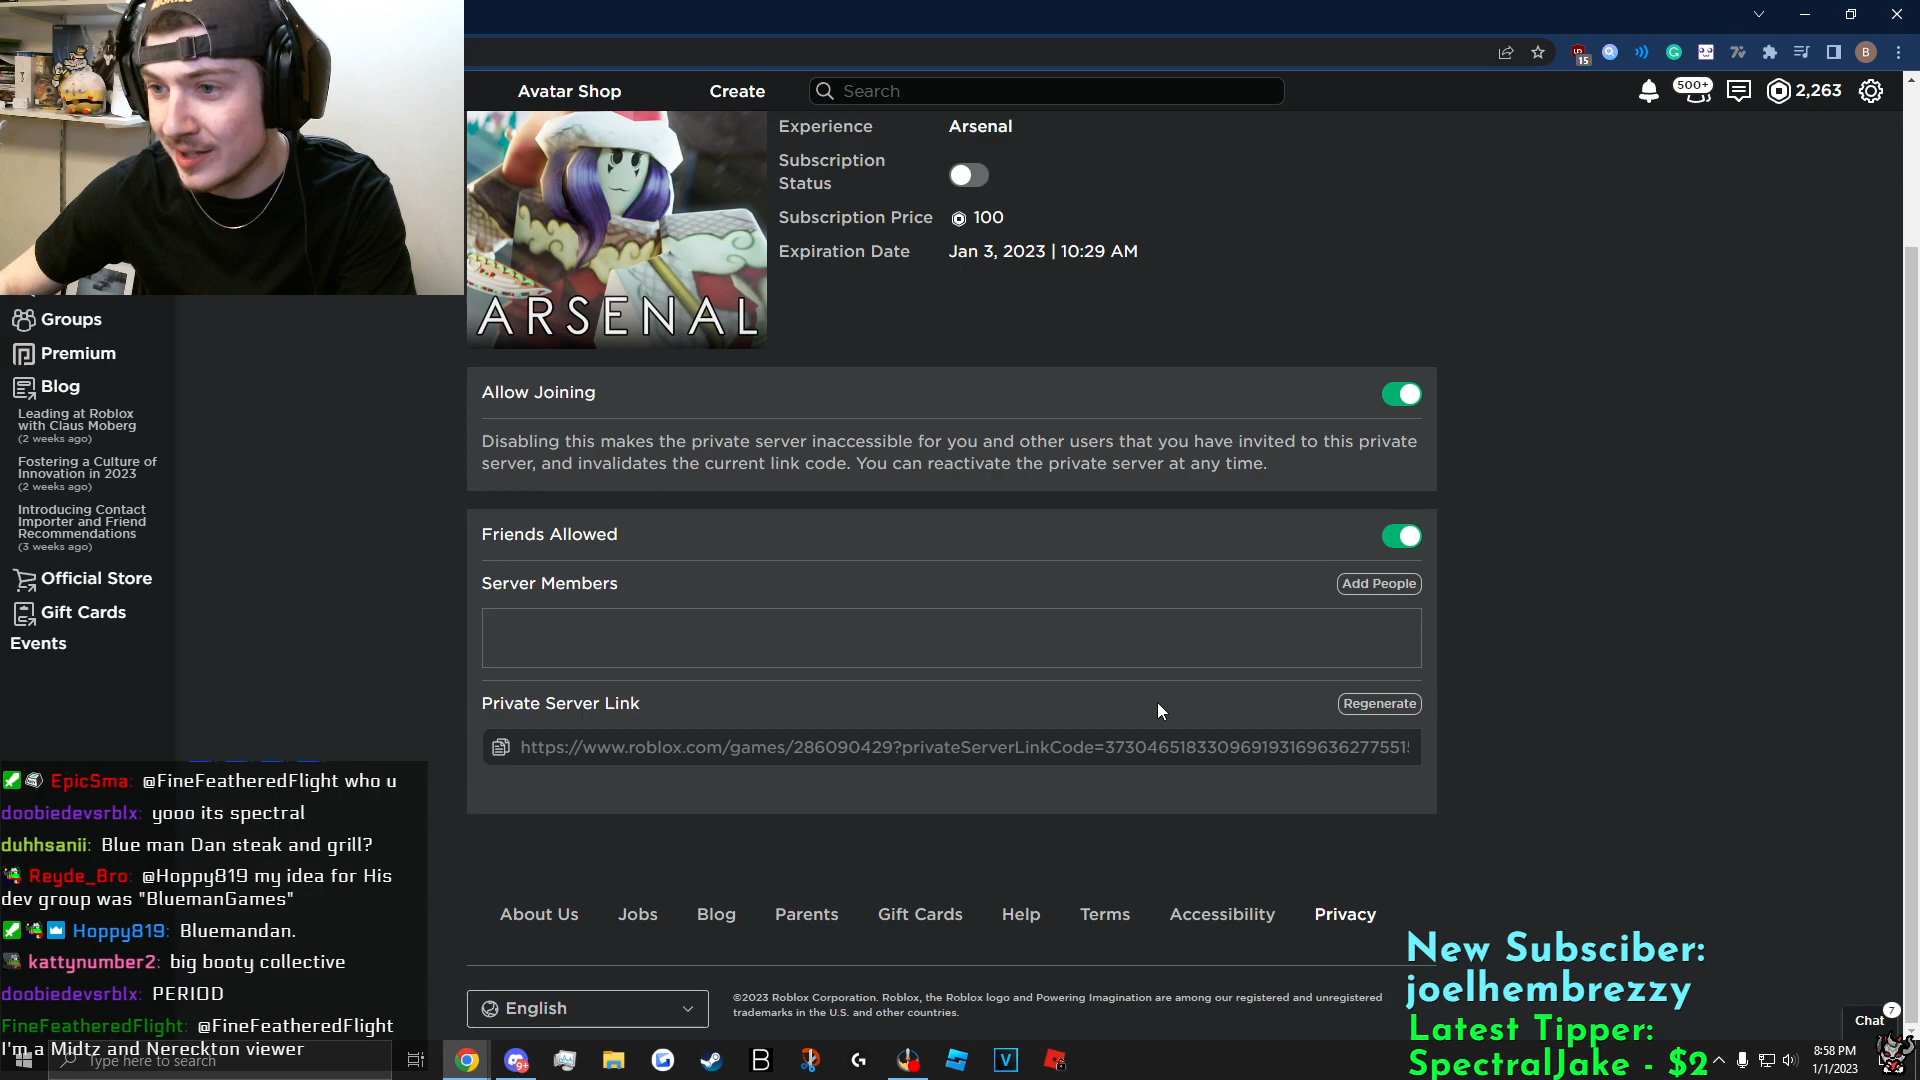 Avatar Shop
Create
Search
15
500+
2,263
B
Experience Arsenal
Subscription Status
Subscription Price 100
Expiration Date Jan 3, 2023 | 10:29 AM
ARSENAL
Groups
Premium
Blog
Leading at Roblox
with Claus Moberg
(2 weeks ago)
Fostering a Culture of
Innovation in 2023
(2 weeks ago)
Introducing Contact
Importer and Friend
Recommendations
(3 weeks ago)
Official Store
Gift Cards
Events
Allow Joining
Disabling this makes the private server inaccessible for you and other users that you have invited to this private
server, and invalidates the current link code. You can reactivate the private server at any time.
Friends Allowed
Server Members
Add People
Private Server Link
Regenerate
https://www.roblox.com/games/286090429?privateServerLinkCode=3730465183309691931696362775515
EpicSma: @FineFeatheredFlight who u
doobiedevsrblx: yooo its spectral
duhhsanii: Blue man Dan steak and grill?
Reyde_Bro: @Hoppy819 my idea for His
dev group was "BluemanGames"
Hoppy819: Bluemandan.
kattynumber2: big booty collective
doobiedevsrblx: PERIOD
FineFeatheredFlight: @FineFeatheredFlight
I'm a Midtz and Nereckton viewer
About Us Jobs Blog Parents Gift Cards Help Terms Accessibility Privacy
English
©2023 Roblox Corporation. Roblox, the Roblox logo and Powering Imagination are among our registered and unregistered
trademarks in the U.S. and other countries.
New Subsciber:
joelhembrezzy
Latest Tipper:
SpectralJake - $2
Chat
7
Type here to search
9+
8:58 PM
1/1/2023